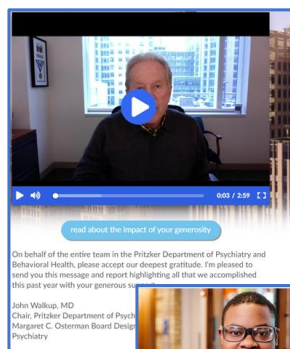 0:03 / 2:59
read about the impact of your generosity
On behalf of the entire team in the Pritzker Department of Psychiatry and
Behavioral Health, please accept our deepest gratitude. I'm pleased to
send you this message and report highlighting all that we accomplished
this past year with your generous
John Walkup, MD
Chair, Pritzker Department of Psych
Margaret C. Osterman Board Desig
Psychiatry